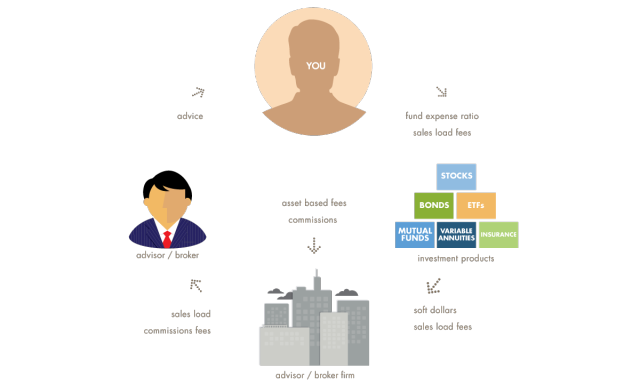 YOU
advice
fund expense ratio
sales load fees
STOCKS
BONDS
ETFs
MUTUAL
FUNDS
VARIABLE
ANNUITIES
INSURANCE
asset based fees
commissions
advisor / broker
investment products
sales load
commissions fees
soft dollars
sales load fees
advisor / broker firm